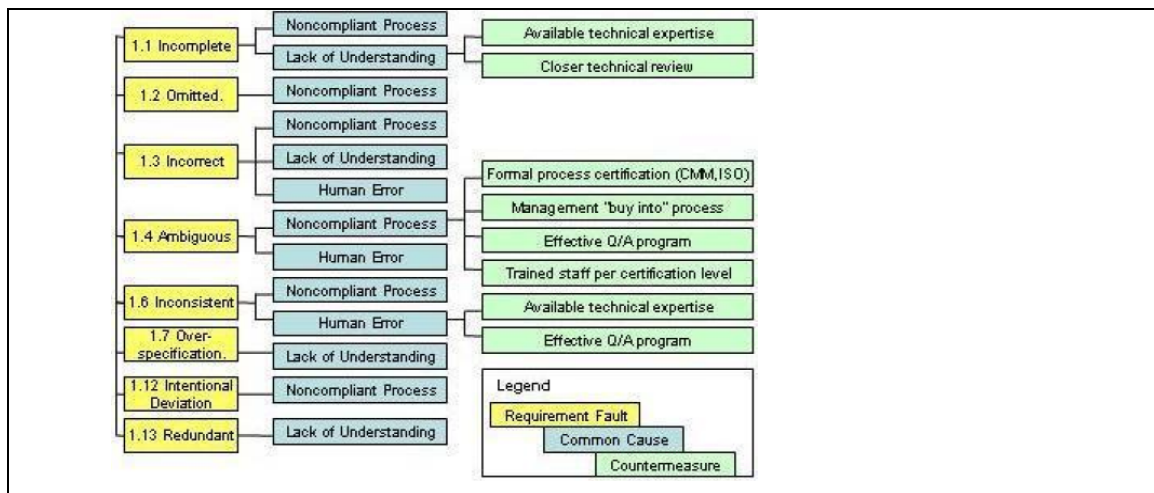 1.1 Incomplete
Noncompliant Process
Lack of Understanding
Available technical expertise
Closer technical review
1.2 Omitted.
Noncompliant Process
1.3 Incorrect
Noncompliant Process
Lack of Understanding
Human Error
1.4 Ambiguous
Noncompliant Process
Human Error
Formal process certification (CMM,ISO)
Management "buy into" process
Effective Q/A program
Trained staff per certification level
1.6 Inconsistent
Noncompliant Process
Human Error
Available technical expertise
Effective Q/A program
1.7 Over-
specification.
Lack of Understanding
1.12 Intentional
Deviation
Noncompliant Process
1.13 Redundant
Lack of Understanding
Legend
Requirement Fault
Common Cause
Countermeasure